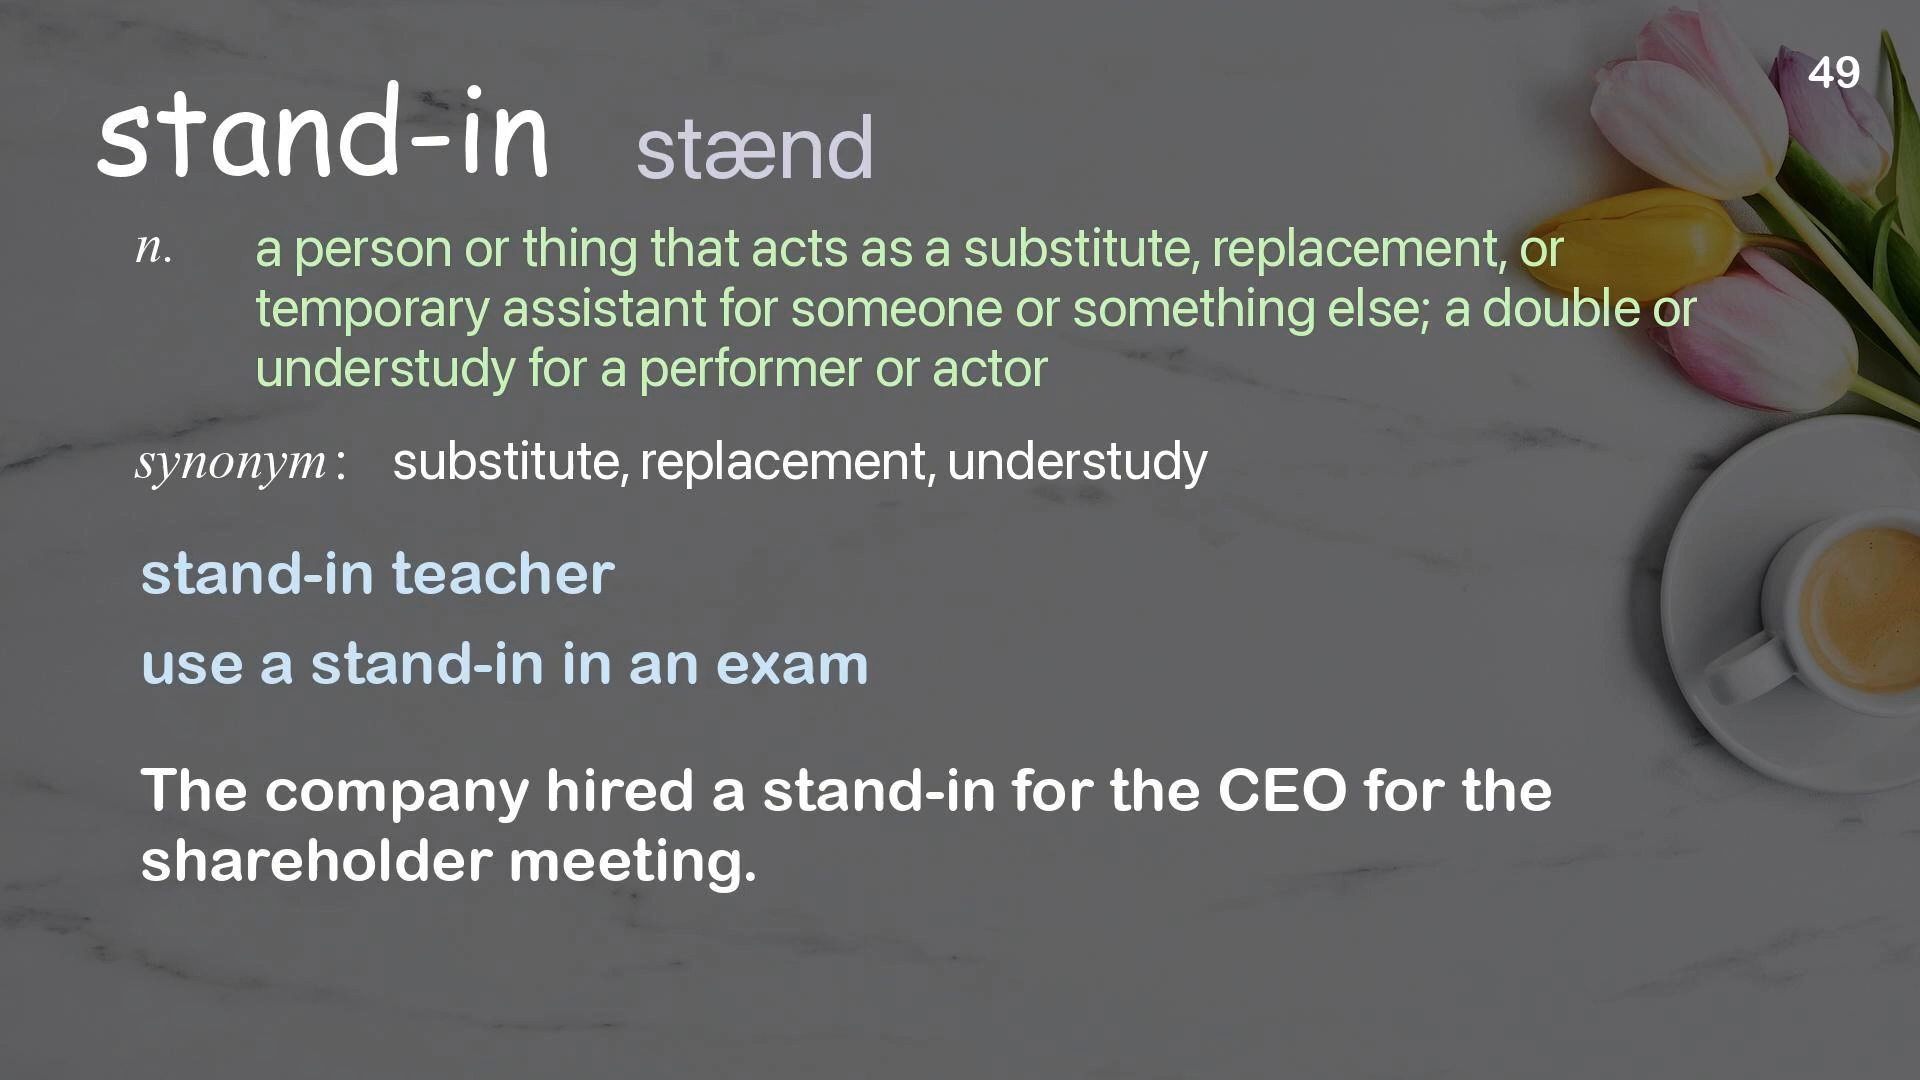 49
stand-in stænd
n. a person or thing that acts as a substitute, replacement, or
temporary assistant for someone or something else; a double or
understudy for a performer or actor
synonym: substitute, replacement, understudy
stand-in teacher
use a stand-in in an exam
The company hired a stand-in for the CEO for the
shareholder meeting.